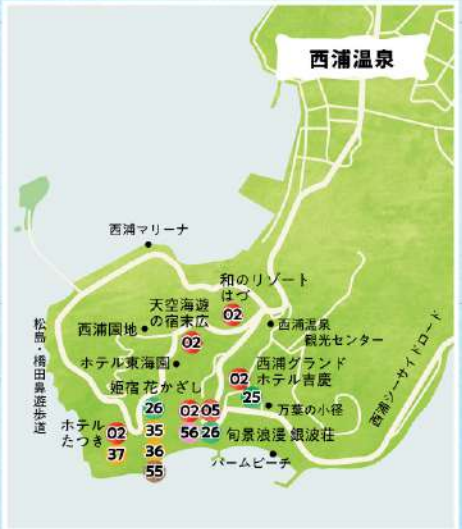 西浦温泉
西浦マリーナ
和のリゾート
はづ
02
天空海遊
の宿末広
02
西浦園地
西浦温泉
観光センター
松島・橋田鼻遊歩道
ホテル東海園
西浦グランド
ホテル吉慶
02
25
西浦シーサイドロード
姫宿 花かざし
26
35
36
55
02 05
56 26
万葉の小径
旬景浪漫 銀波荘
ホテル
たつき
02
37
パームビーチ